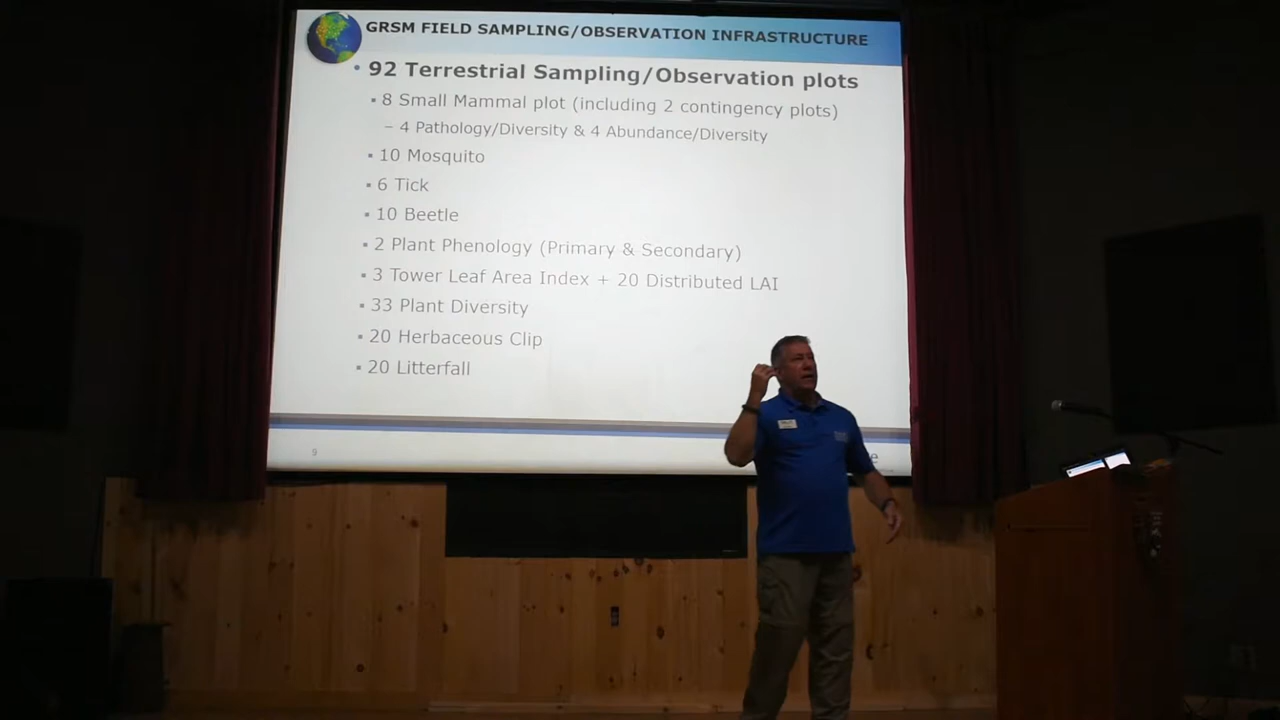 GRSM FIELD SAMPLING/OBSERVATION INFRASTRUCTURE
• 92 Terrestrial Sampling/Observation plots
▪ 8 Small Mammal plot (including 2 contingency plots)
– 4 Pathology/Diversity & 4 Abundance/Diversity
▪ 10 Mosquito
▪ 6 Tick
▪ 10 Beetle
▪ 2 Plant Phenology (Primary & Secondary)
▪ 3 Tower Leaf Area Index + 20 Distributed LAI
▪ 33 Plant Diversity
▪ 20 Herbaceous Clip
▪ 20 Litterfall
9